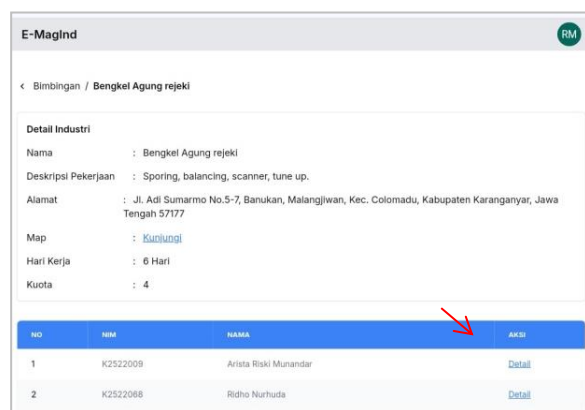 E-MagInd
RM
‹ Bimbingan / Bengkel Agung rejeki
Detail Industri
Nama : Bengkel Agung rejeki
Deskripsi Pekerjaan : Sporing, balancing, scanner, tune up.
Alamat : Jl. Adi Sumarmo No.5-7, Banukan, Malangjiwan, Kec. Colomadu, Kabupaten Karanganyar, Jawa
Tengah 57177
Map : Kunjungi
Hari Kerja : 6 Hari
Kuota : 4
NO NIM NAMA AKSI
1 K2522009 Arista Riski Munandar Detail
2 K2522068 Ridho Nurhuda Detail